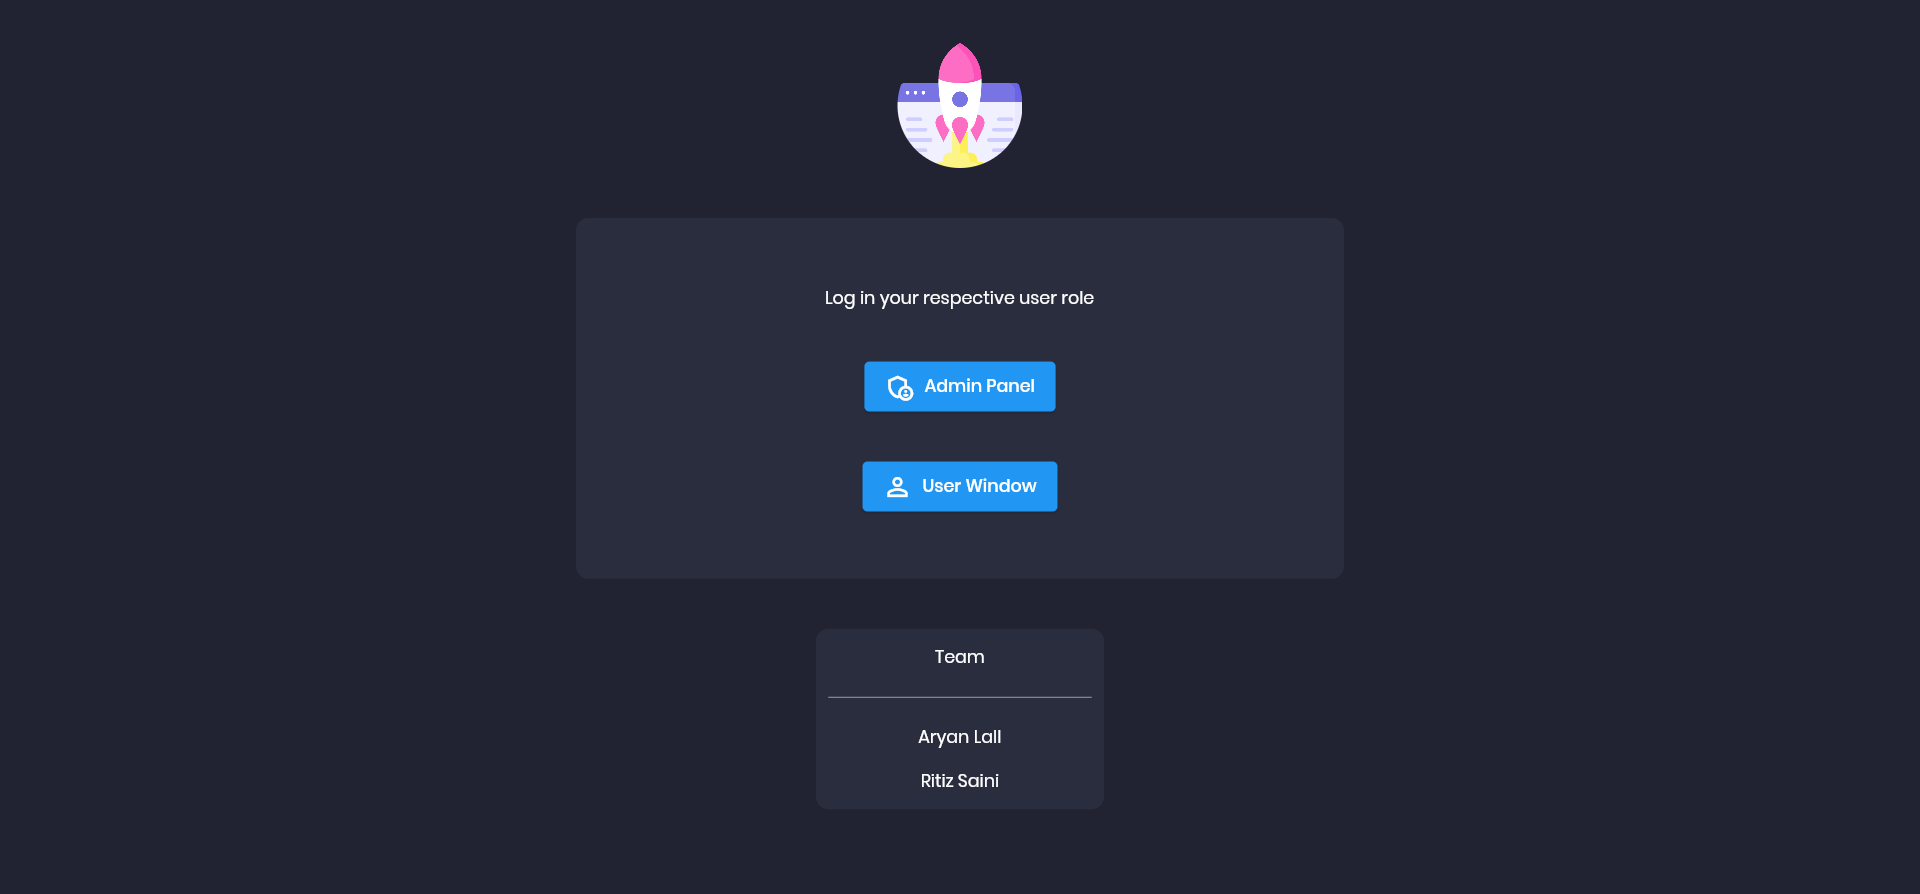 Log in your respective user role
Admin Panel
User Window
Team
Aryan Lall
Ritiz Saini